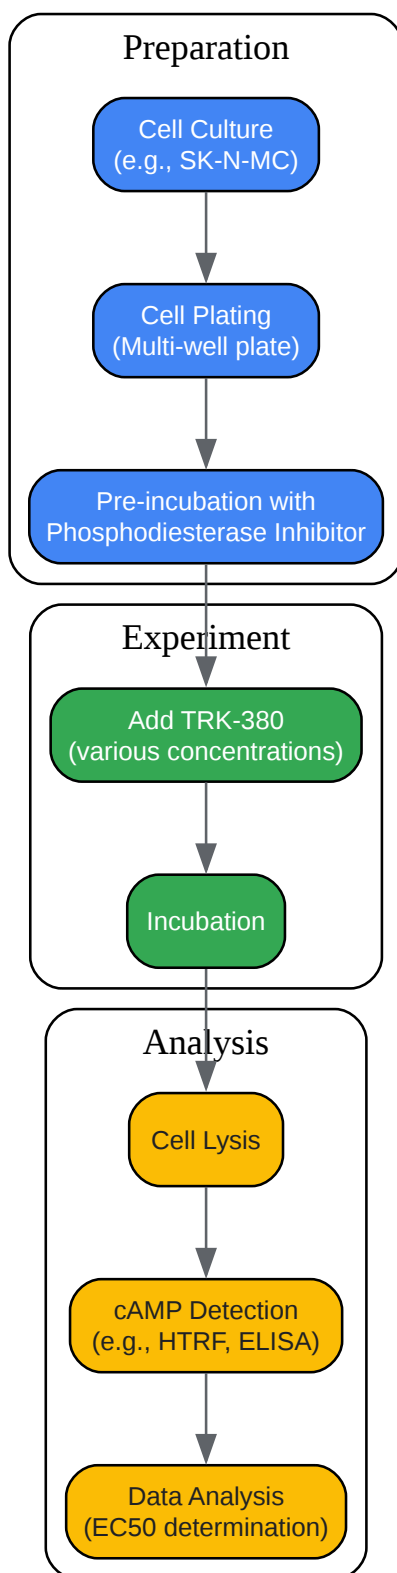 Preparation
Cell Culture
(e.g., SK-N-MC)
Cell Plating
(Multi-well plate)
Pre-incubation with
Phosphodiesterase Inhibitor
Experiment
Add TRK-380
(various concentrations)
Incubation
Analysis
Cell Lysis
cAMP Detection
(e.g., HTRF, ELISA)
Data Analysis
(EC50 determination)